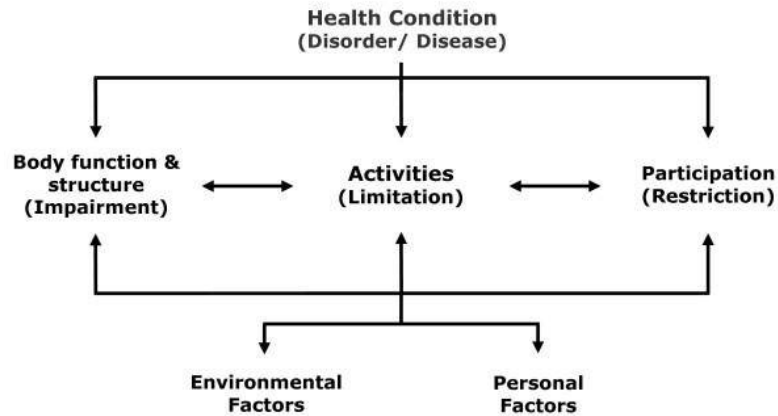 Health Condition
(Disorder/ Disease)
Body function &
structure
(Impairment)
Activities
(Limitation)
Participation
(Restriction)
Environmental
Factors
Personal
Factors